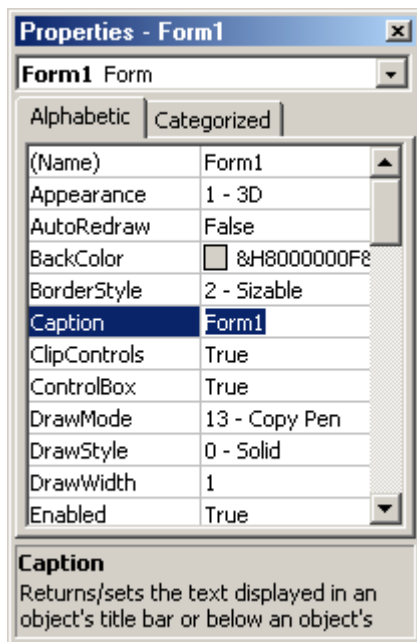 Properties - Form1
Form1 Form
Alphabetic Categorized
(Name) Form1
Appearance 1 - 3D
AutoRedraw False
BackColor &H8000000F&
BorderStyle 2 - Sizable
Caption Form1
ClipControls True
ControlBox True
DrawMode 13 - Copy Pen
DrawStyle 0 - Solid
DrawWidth 1
Enabled True
Caption
Returns/sets the text displayed in an
object's title bar or below an object's